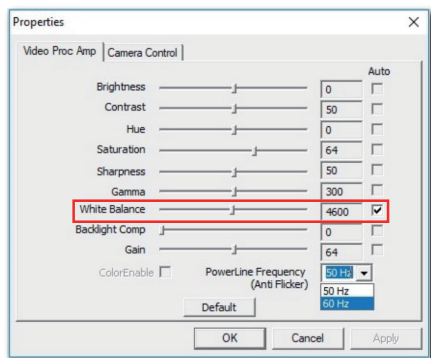 Properties
Video Proc Amp Camera Control
Auto
Brightness 0
Contrast 50
Hue 0
Saturation 64
Sharpness 50
Gamma 300
White Balance 4600
Backlight Comp 0
Gain 64
ColorEnable PowerLine Frequency 50 Hz
(Anti Flicker)
50 Hz
60 Hz
Default
OK Cancel Apply